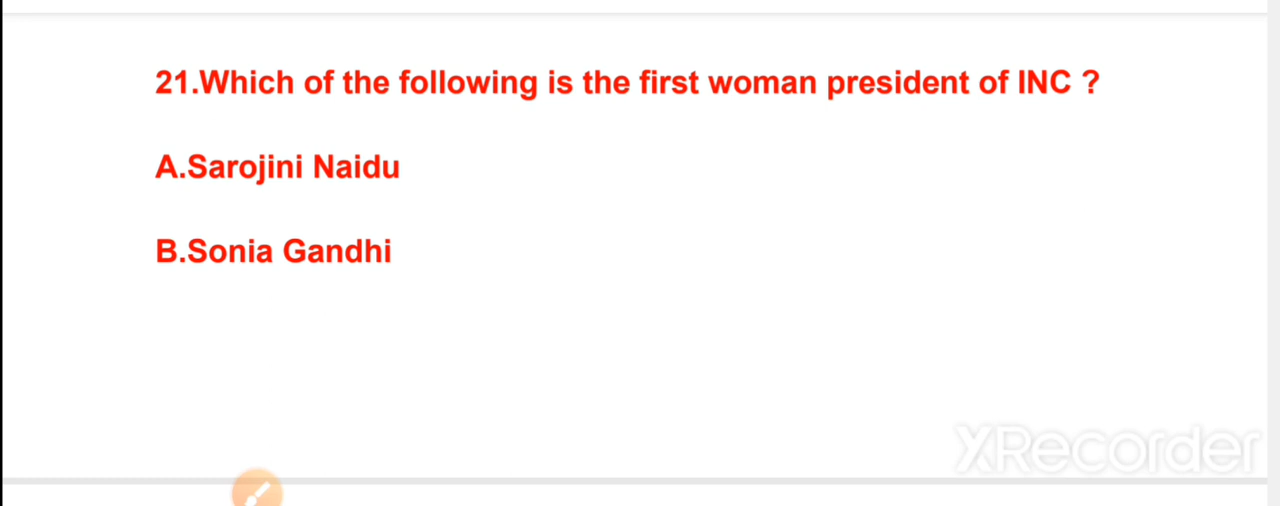 21.Which of the following is the first woman president of INC ?
A.Sarojini Naidu
B.Sonia Gandhi
XRecorder